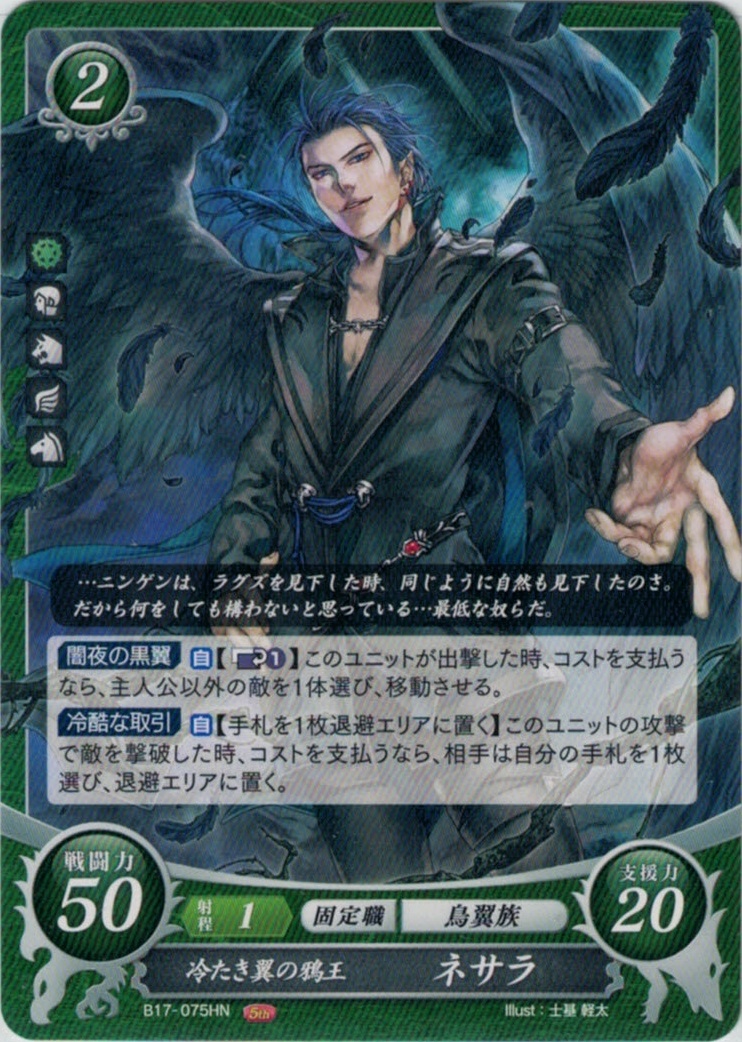 2
…ニンゲンは、ラグズを見下した時、同じように自然も見下したのさ。
だから何をしても構わないと思っている…最低な奴らだ。
闇夜の黒翼 自【1】このユニットが出撃した時、コストを支払う
なら、主人公以外の敵を1体選び、移動させる。
冷酷な取引 自【手札を1枚退避エリアに置く】このユニットの攻撃
で敵を撃破した時、コストを支払うなら、相手は自分の手札を1枚
選び、退避エリアに置く。
戦闘力
50
射程 1
固定職
鳥翼族
支援力
20
冷たき翼の鴉王 ネサラ
B17-075HN 5th
Illust：士基 軽太